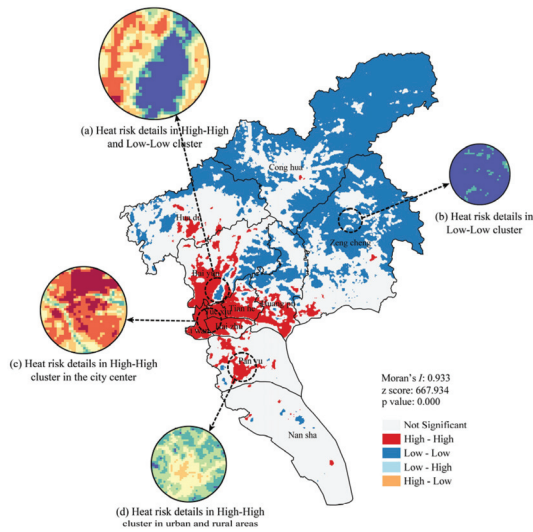 (a) Heat risk details in High-High
and Low-Low cluster
Cong hua
(b) Heat risk details in
Low-Low cluster
Zeng cheng
Hua du
Bai yun
Tian he
Huang pu
(c) Heat risk details in High-High
cluster in the city center
Pan yu
Moran's I: 0.933
z score: 667.934
p value: 0.000
Not Significant
High - High
Low - Low
Low - High
High - Low
Nan sha
(d) Heat risk details in High-High
cluster in urban and rural areas